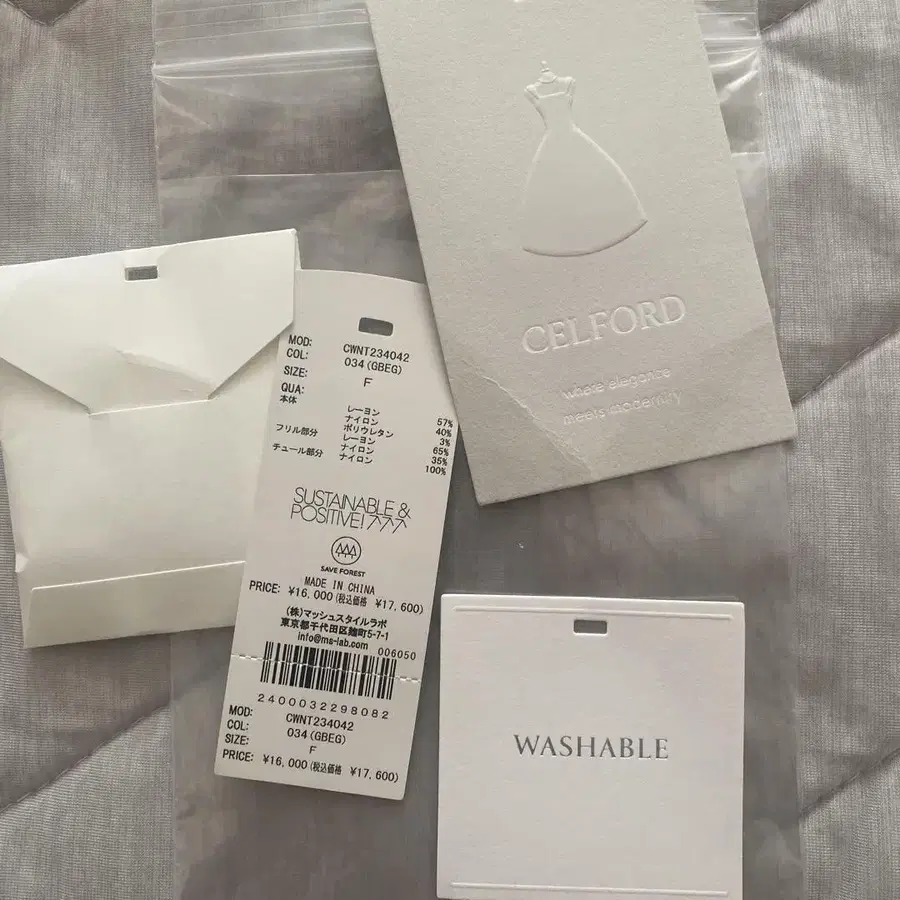 CELFORD
where elegance
meets modernity
MOD: CWNT234042
COL: 034(GBEG)
SIZE: F
QUA:
本体 レーヨン 57%
ナイロン 40%
ポリウレタン 3%
フリル部分 レーヨン 65%
ナイロン 35%
チュール部分 ナイロン 100%
SUSTAINABLE &
POSITIVE!↗↗↗
SAVE FOREST
MADE IN CHINA
PRICE: ¥16,000(税込価格 ¥17,600)
(株)マッシュスタイルラボ
東京都千代田区麹町5-7-1
info@ms-lab.com
006050
2400032298082
MOD: CWNT234042
COL: 034(GBEG)
SIZE: F
PRICE: ¥16,000(税込価格 ¥17,600)
WASHABLE